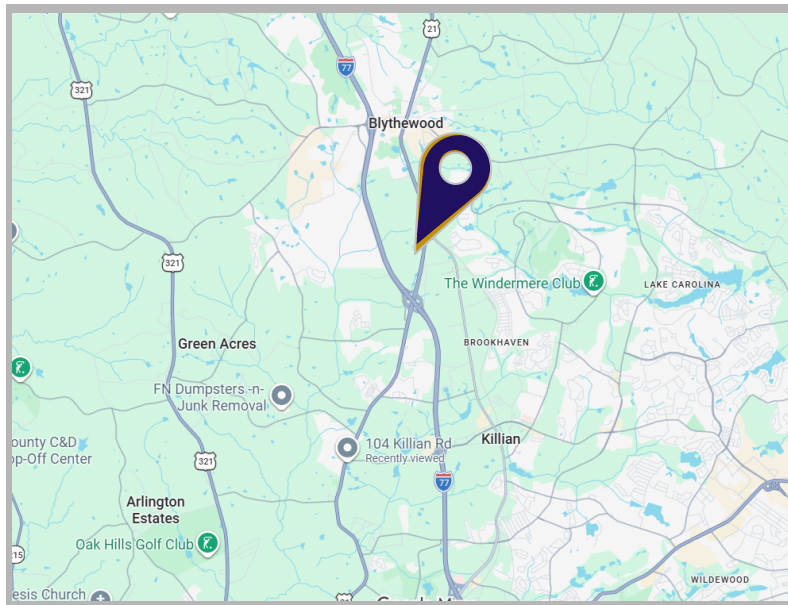 21
77
321
Blythewood
321
The Windermere Club
LAKE CAROLINA
Green Acres
BROOKHAVEN
FN Dumpsters -n-
Junk Removal
104 Killian Rd
Recently viewed
Killian
ounty C&D
op-Off Center
321
77
Arlington
Estates
Oak Hills Golf Club
15
WILDEWOOD
esis Church